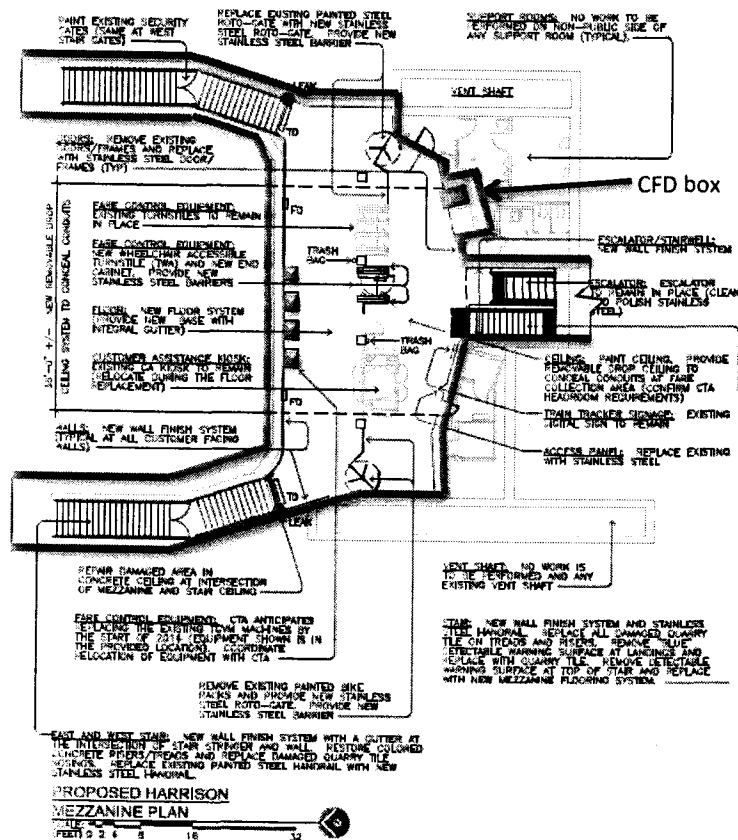 PAINT EXISTING SECURITY
GATES (SAME AT WEST
STAIR GATES)
REPLACE EXISTING PAINTED STEEL
ROTO-GATE WITH NEW STAINLESS
STEEL ROTO-GATE. PROVIDE NEW
STAINLESS STEEL BARRIER
SUPPORT ROOMS: NO WORK TO BE
PERFORMED ON NON-PUBLIC SIDE OF
ANY SUPPORT ROOM (TYPICAL).
LEAK
VENT SHAFT
TO
DOORS: REMOVE EXISTING
DOORS/FRAMES AND REPLACE
WITH STAINLESS STEEL DOOR/
FRAMES (TYP)
CFD box
FD
FARE CONTROL EQUIPMENT:
EXISTING TURNSTILES TO REMAIN
IN PLACE
FARE CONTROL EQUIPMENT:
NEW WHEELCHAIR ACCESSIBLE
TURNSTILE (TWA) AND NEW END
CABINET. PROVIDE NEW
STAINLESS STEEL BARRIERS
TRASH
BAG
ESCALATOR/STAIRWELL:
NEW WALL FINISH SYSTEM
ESCALATOR: ESCALATOR
TO REMAIN IN PLACE (CLEAN
AND POLISH STAINLESS
STEEL)
+/- NEW REMOVABLE DROP
CEILING SYSTEM TO CONCEAL CONDUITS
FLOOR: NEW FLOOR SYSTEM
(PROVIDE NEW BASE WITH
INTEGRAL GUTTER)
TRASH
BAG
CUSTOMER ASSISTANCE KIOSK:
EXISTING CA KIOSK TO REMAIN
(RELOCATE DURING THE FLOOR
REPLACEMENT)
CEILING: PAINT CEILING. PROVIDE
REMOVABLE DROP CEILING TO
CONCEAL CONDUITS AT FARE
COLLECTION AREA (CONFIRM CTA
HEADROOM REQUIREMENTS)
FD
TRAIN TRACKER SIGNAGE: EXISTING
DIGITAL SIGN TO REMAIN
WALLS: NEW WALL FINISH SYSTEM
(TYPICAL AT ALL CUSTOMER FACING
WALLS)
ACCESS PANEL: REPLACE EXISTING
WITH STAINLESS STEEL
TO
LEAK
REPAIR DAMAGED AREA IN
CONCRETE CEILING AT INTERSECTION
OF MEZZANINE AND STAIR CEILING
VENT SHAFT: NO WORK IS
TO BE PERFORMED AND ANY
EXISTING VENT SHAFT
FARE CONTROL EQUIPMENT: CTA ANTICIPATES
REPLACING THE EXISTING TCVM MACHINES BY
THE START OF 2014 (EQUIPMENT SHOWN IS IN
THE PROVIDED LOCATION). COORDINATE
RELOCATION OF EQUIPMENT WITH CTA
STAIR: NEW WALL FINISH SYSTEM AND STAINLESS
STEEL HANDRAIL. REPLACE ALL DAMAGED QUARRY
TILE ON TREADS AND RISERS. REMOVE "BLUE"
DETECTABLE WARNING SURFACE AT LANDINGS AND
REPLACE WITH QUARRY TILE. REMOVE DETECTABLE
WARNING SURFACE AT TOP OF STAIR AND REPLACE
WITH NEW MEZZANINE FLOORING SYSTEM.
REMOVE EXISTING PAINTED BIKE
RACKS AND PROVIDE NEW STAINLESS
STEEL ROTO-GATE. PROVIDE NEW
STAINLESS STEEL BARRIER
EAST AND WEST STAIR: NEW WALL FINISH SYSTEM WITH A GUTTER AT
THE INTERSECTION OF STAIR STRINGER AND WALL. RESTORE COLORED
CONCRETE RISERS/TREADS AND REPLACE DAMAGED QUARRY TILE
NOSINGS. REPLACE EXISTING PAINTED STEEL HANDRAIL WITH NEW
STAINLESS STEEL HANDRAIL.
PROPOSED HARRISON
MEZZANINE PLAN
SCALE:
(FEET) 0 2 4 8 16 32